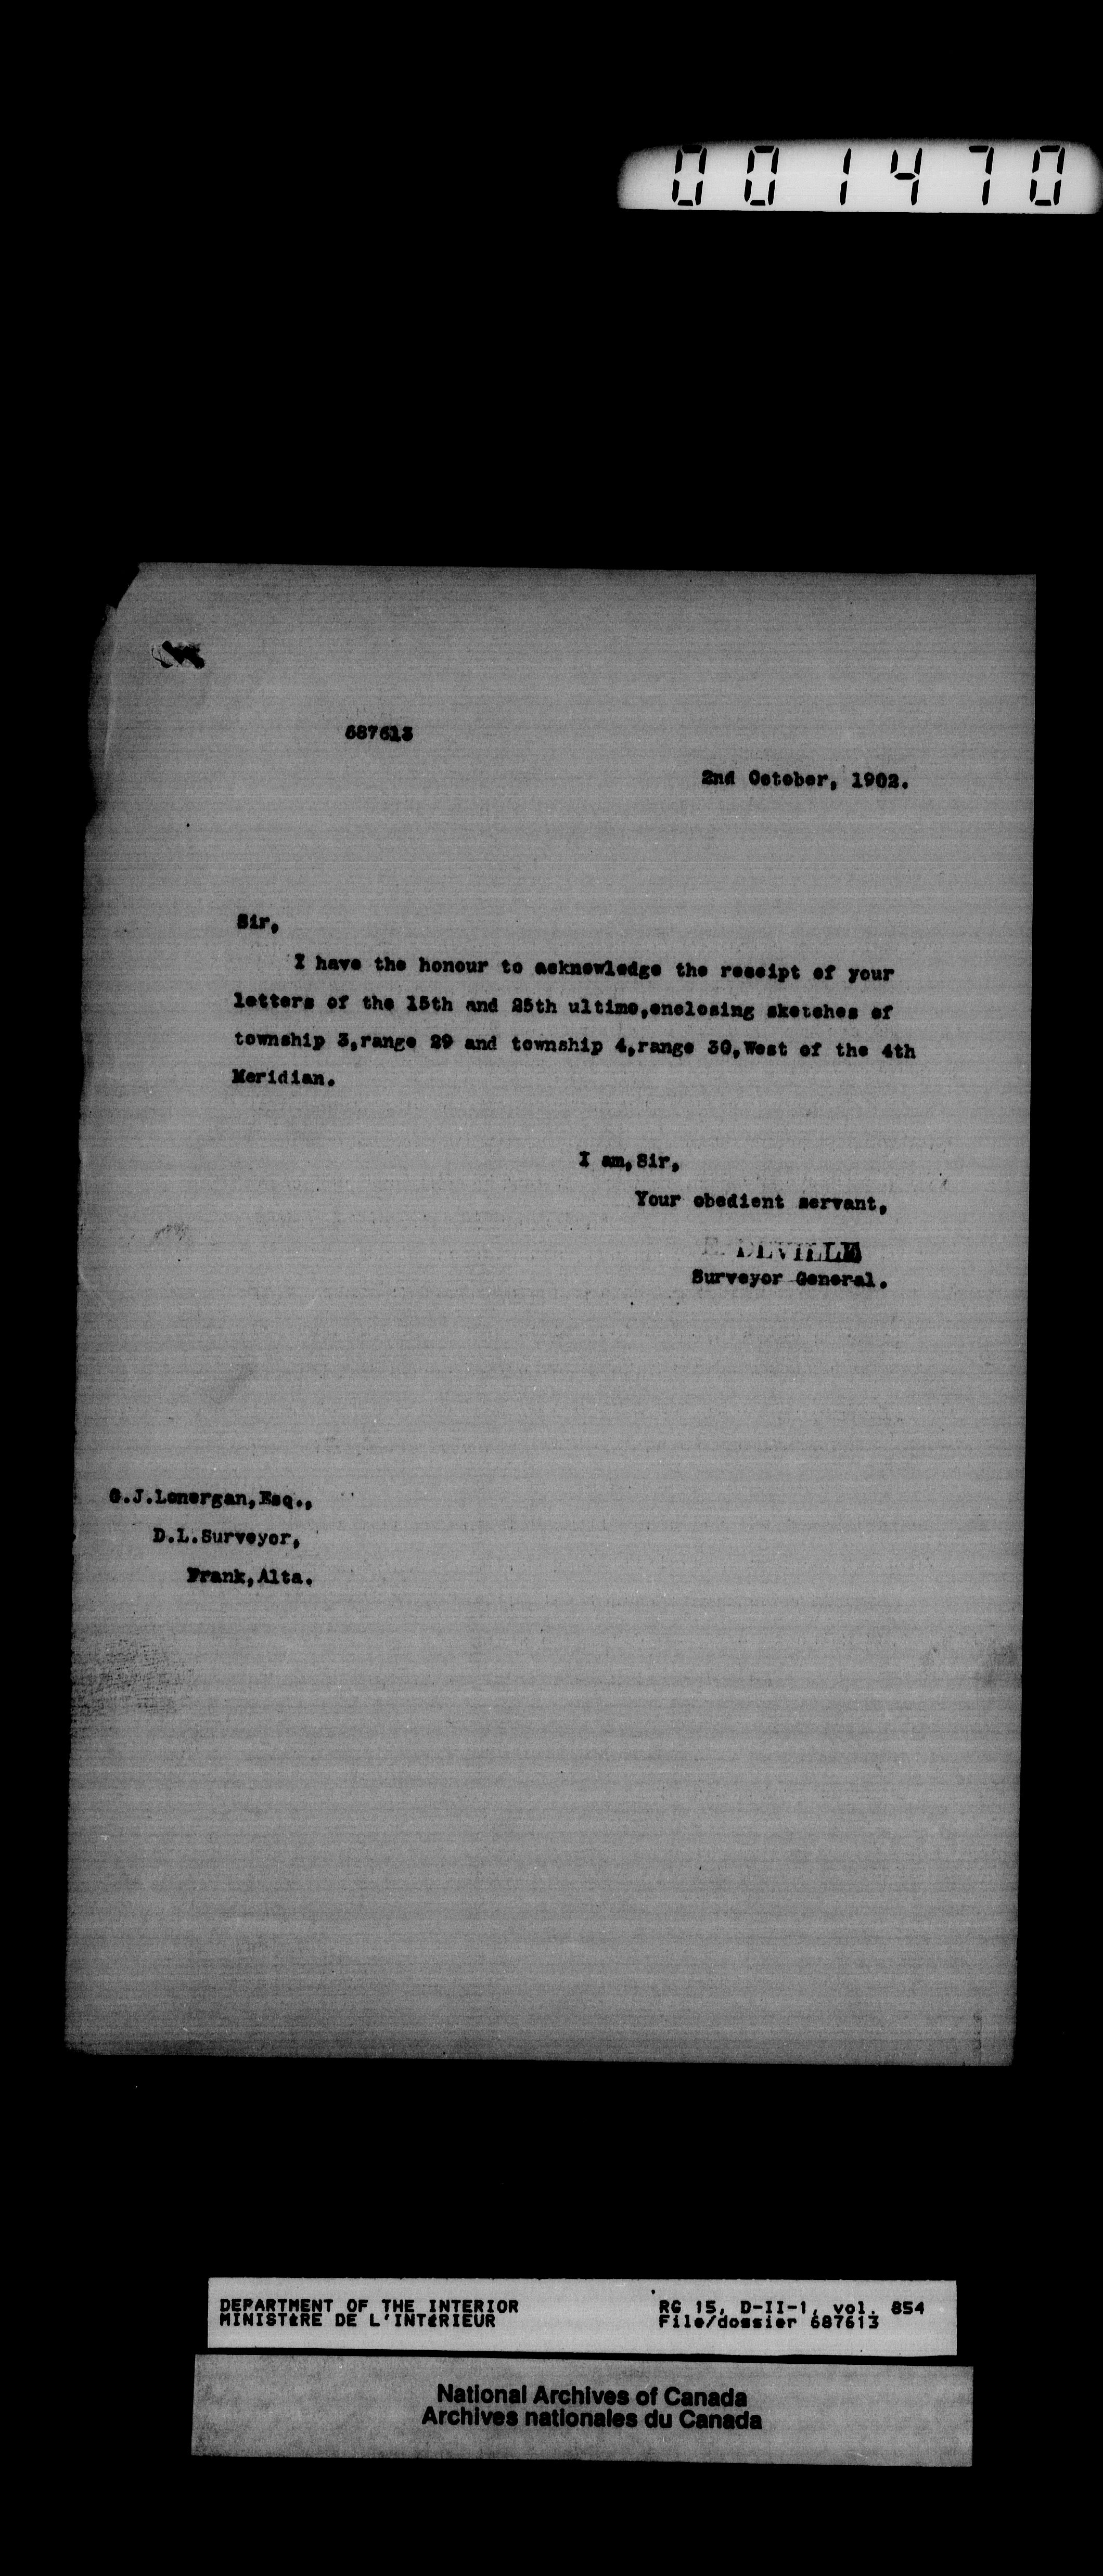 001470
687613
2nd October, 1902.
Sir,
I have the honour to acknowledge the receipt of your
letters of the 15th and 25th ultimo,enclosing sketches of
township 3,range 29 and township 4,range 30,West of the 4th
Meridian.
I am,Sir,
Your obedient servant,
E. DEVILLE
Surveyor General.
G.J.Lonergan,Esq.,
D.L.Surveyor,
Frank,Alta.
DEPARTMENT OF THE INTERIOR RG 15, D-II-1, vol. 854
MINISTÈRE DE L'INTÉRIEUR File/dossier 687613
National Archives of Canada
Archives nationales du Canada